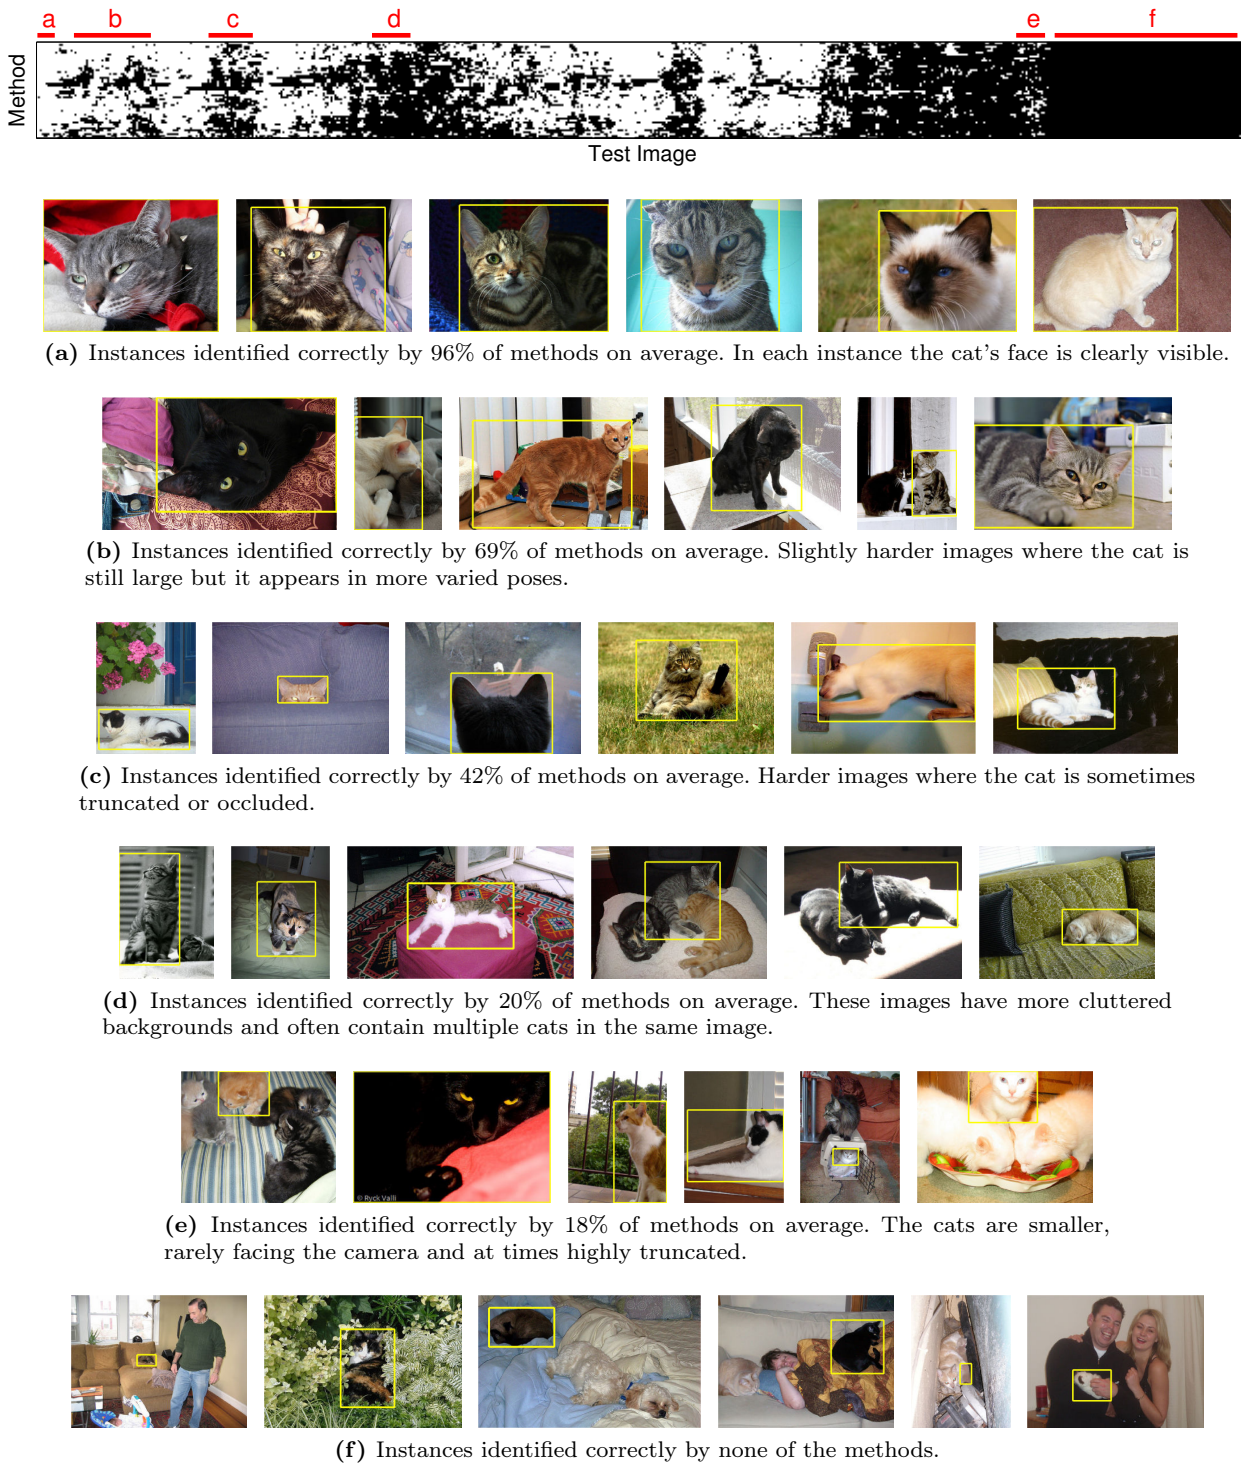 a b c d e f
Method
Test Image
(a) Instances identified correctly by 96% of methods on average. In each instance the cat's face is clearly visible.
(b) Instances identified correctly by 69% of methods on average. Slightly harder images where the cat is
still large but it appears in more varied poses.
(c) Instances identified correctly by 42% of methods on average. Harder images where the cat is sometimes
truncated or occluded.
(d) Instances identified correctly by 20% of methods on average. These images have more cluttered
backgrounds and often contain multiple cats in the same image.
© Ryck Valli
(e) Instances identified correctly by 18% of methods on average. The cats are smaller,
rarely facing the camera and at times highly truncated.
(f) Instances identified correctly by none of the methods.